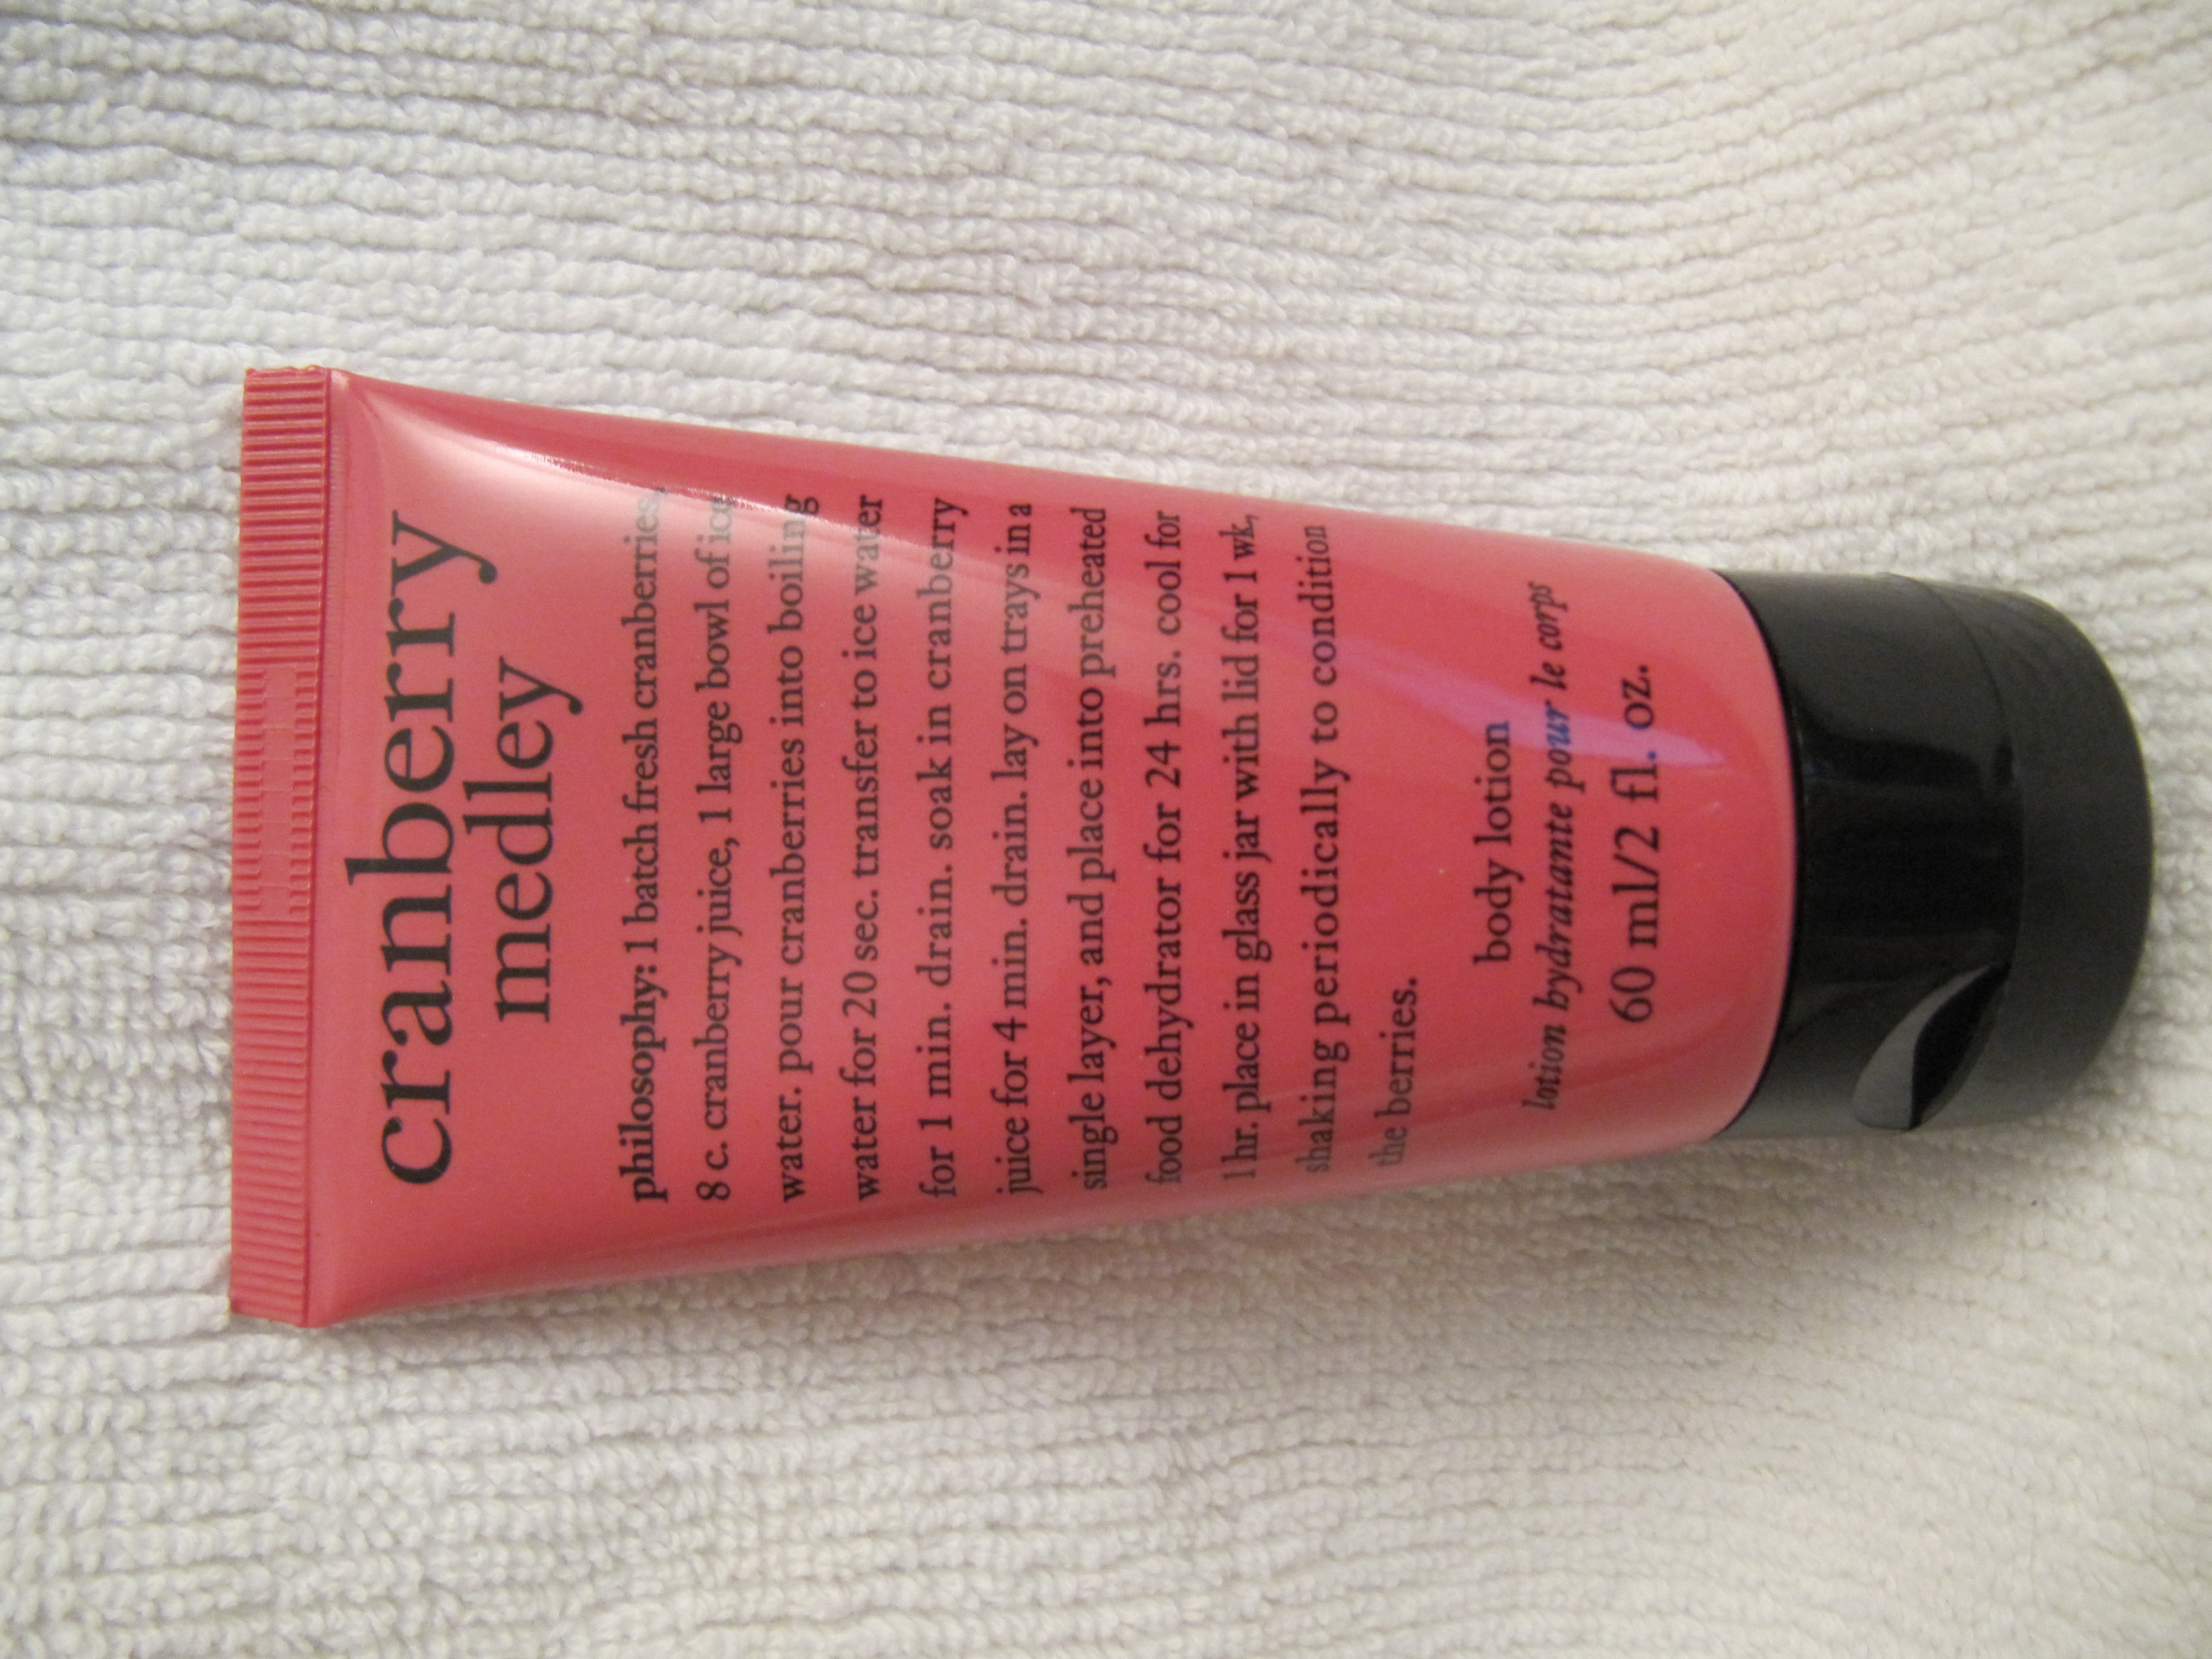 cranberry
medley
philosophy: 1 batch fresh cranberries,
8 c. cranberry juice, 1 large bowl of ice
water. pour cranberries into boiling
water for 20 sec. transfer to ice water
for 1 min. drain. soak in cranberry
juice for 4 min. drain. lay on trays in a
single layer, and place into preheated
food dehydrator for 24 hrs. cool for
1 hr. place in glass jar with lid for 1 wk,
shaking periodically to condition
the berries.
body lotion
lotion hydratante pour le corps
60 ml/2 fl. oz.